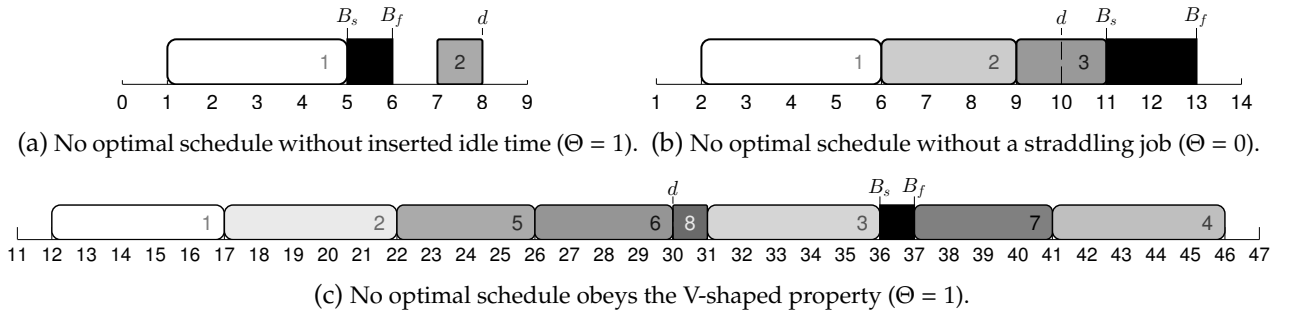 B_s B_f d d B_s B_f
1 2 1 2 3
0 1 2 3 4 5 6 7 8 9 1 2 3 4 5 6 7 8 9 10 11 12 13 14
(a) No optimal schedule without inserted idle time (Θ = 1). (b) No optimal schedule without a straddling job (Θ = 0).
d B_s B_f
1 2 5 6 8 3 7 4
11 12 13 14 15 16 17 18 19 20 21 22 23 24 25 26 27 28 29 30 31 32 33 34 35 36 37 38 39 40 41 42 43 44 45 46 47
(c) No optimal schedule obeys the V-shaped property (Θ = 1).